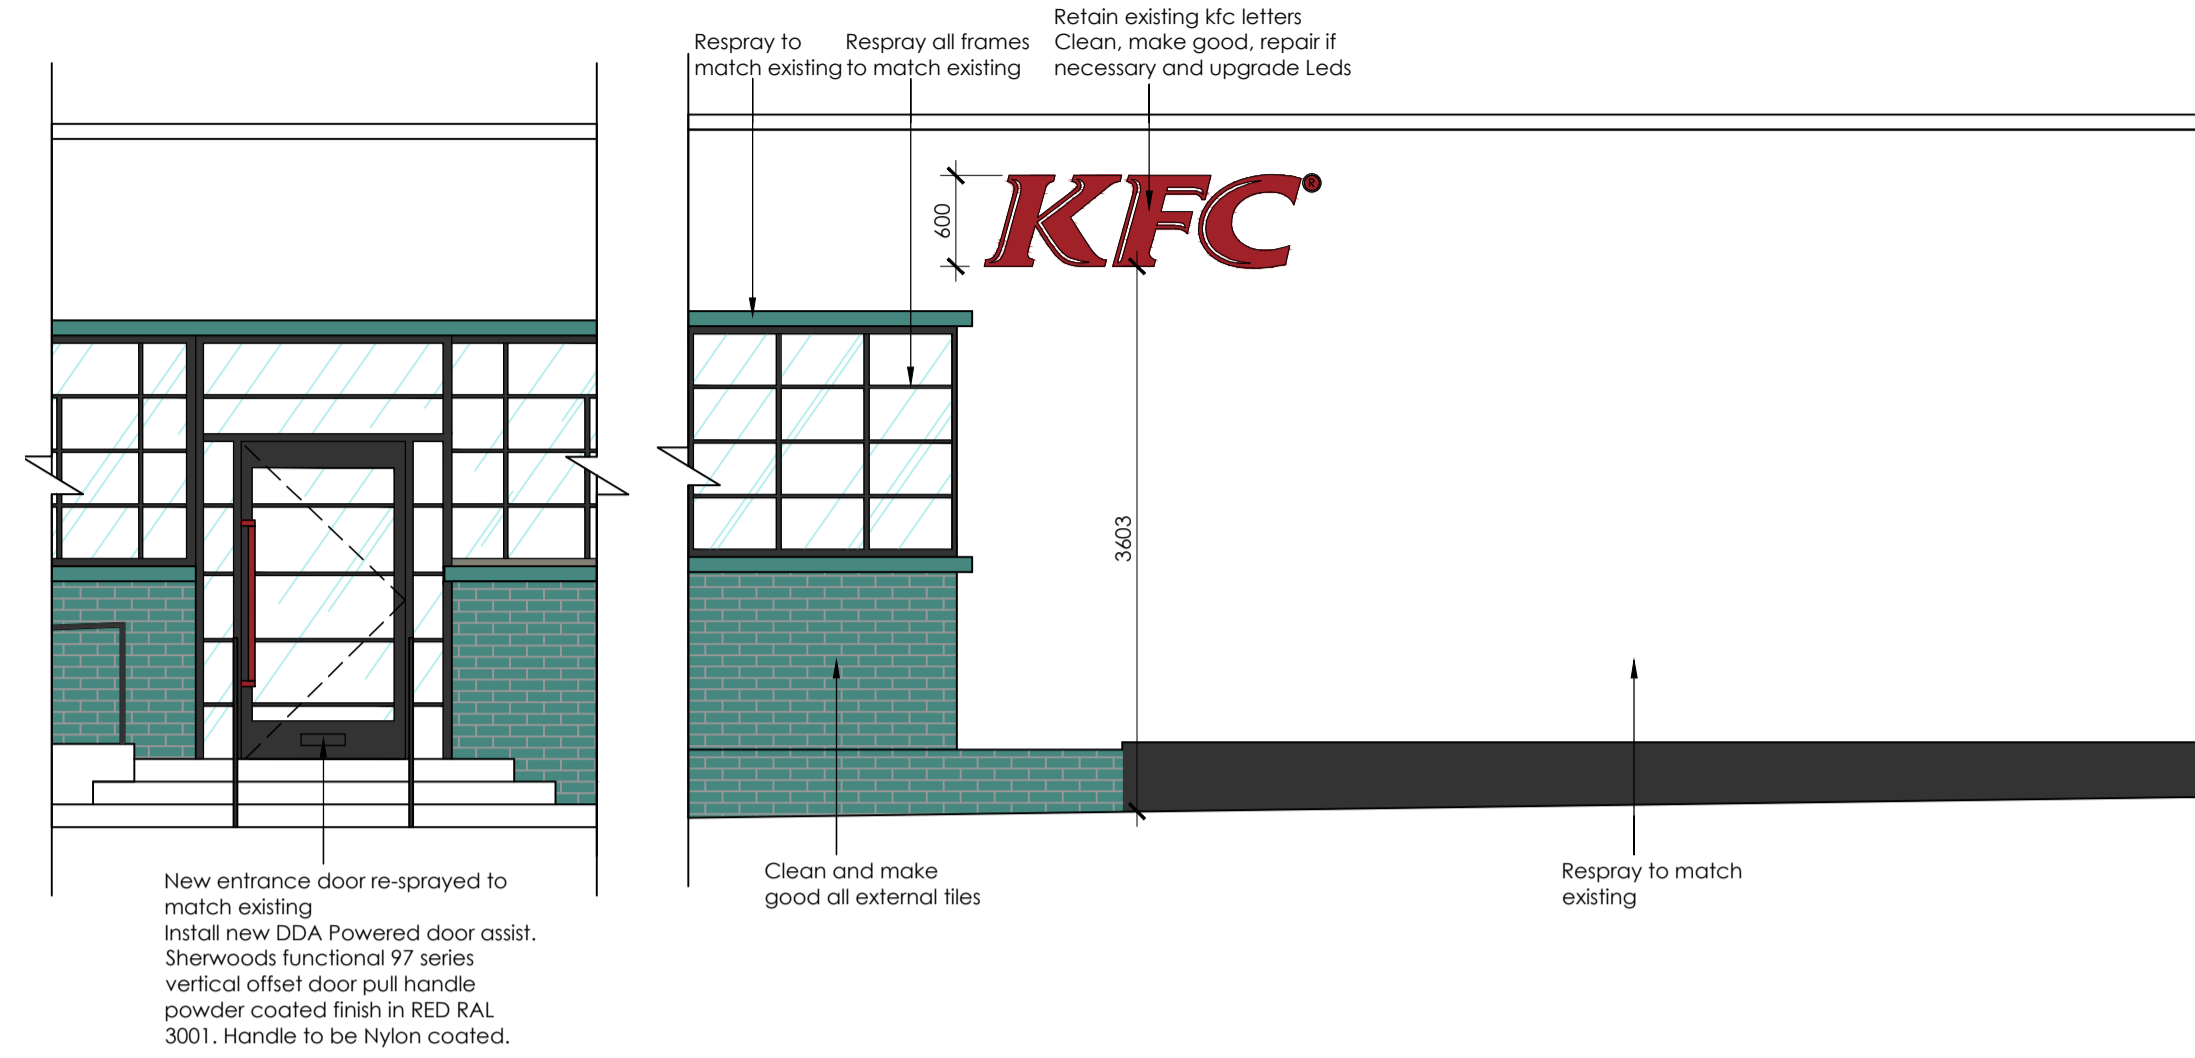 Respray to
match existing
Respray all frames
to match existing
Retain existing kfc letters
Clean, make good, repair if
necessary and upgrade Leds
600
KFC®
3603
Clean and make
good all external tiles
Respray to match
existing
New entrance door re-sprayed to
match existing
Install new DDA Powered door assist.
Sherwoods functional 97 series
vertical offset door pull handle
powder coated finish in RED RAL
3001. Handle to be Nylon coated.